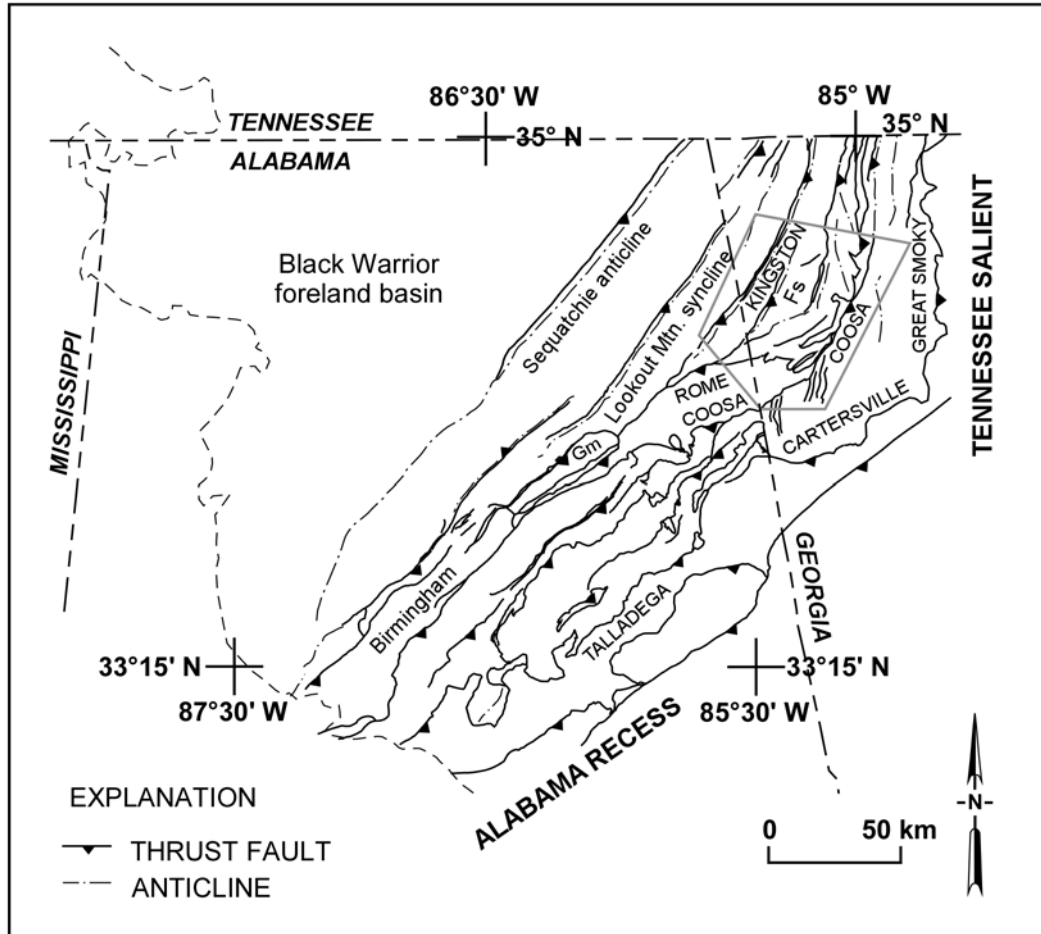 86°30' W
85° W
TENNESSEE
35° N
35° N
ALABAMA
TENNESSEE SALIENT
GREAT SMOKY
KINGSTON
Fs
Sequatchie anticline
Black Warrior
foreland basin
Lookout Mtn. syncline
COOSA
MISSISSIPPI
ROME
COOSA
CARTERSVILLE
Gm
GEORGIA
Birmingham
TALLADEGA
33°15' N
33°15' N
87°30' W
85°30' W
ALABAMA RECESS
EXPLANATION
THRUST FAULT
ANTICLINE
0 50 km
-N-